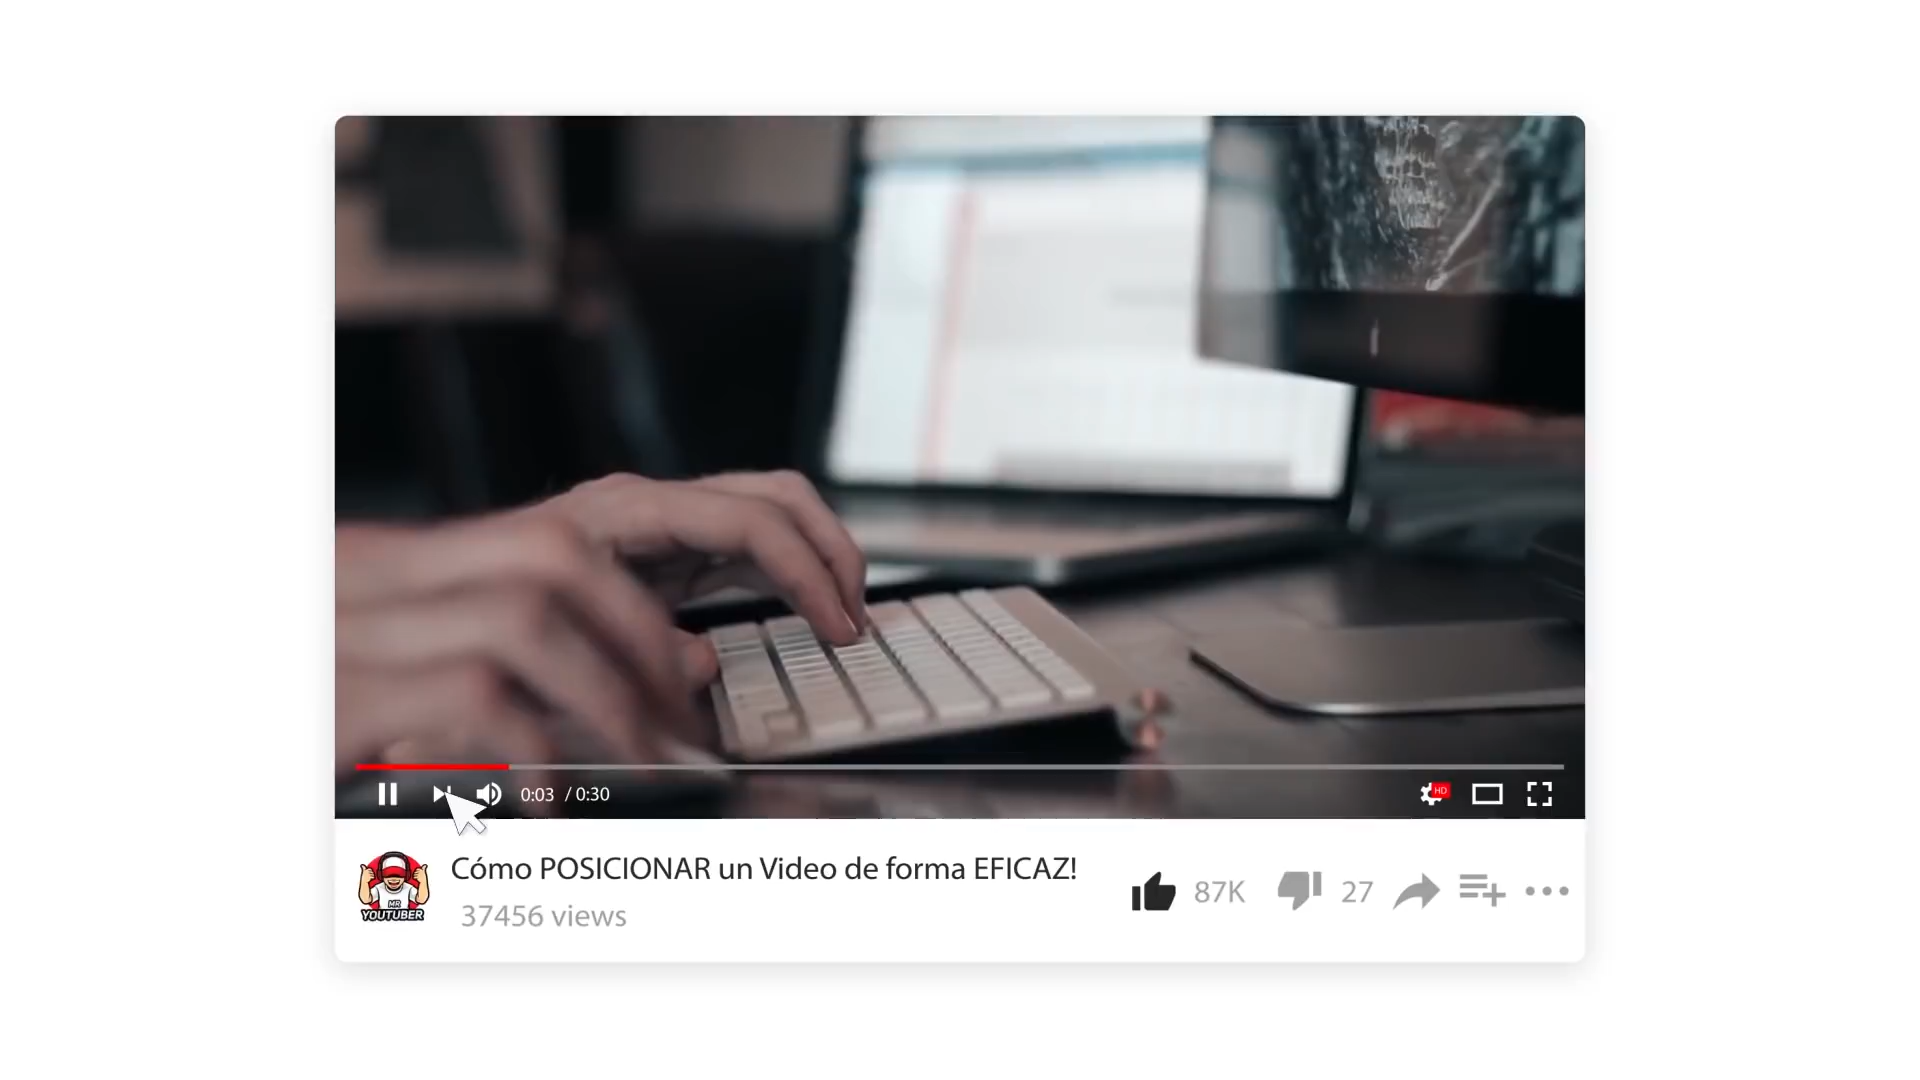 0:03 / 0:30
HD
Cómo POSICIONAR un Video de forma EFICAZ!
37456 views
87K
27
MR
YOUTUBER